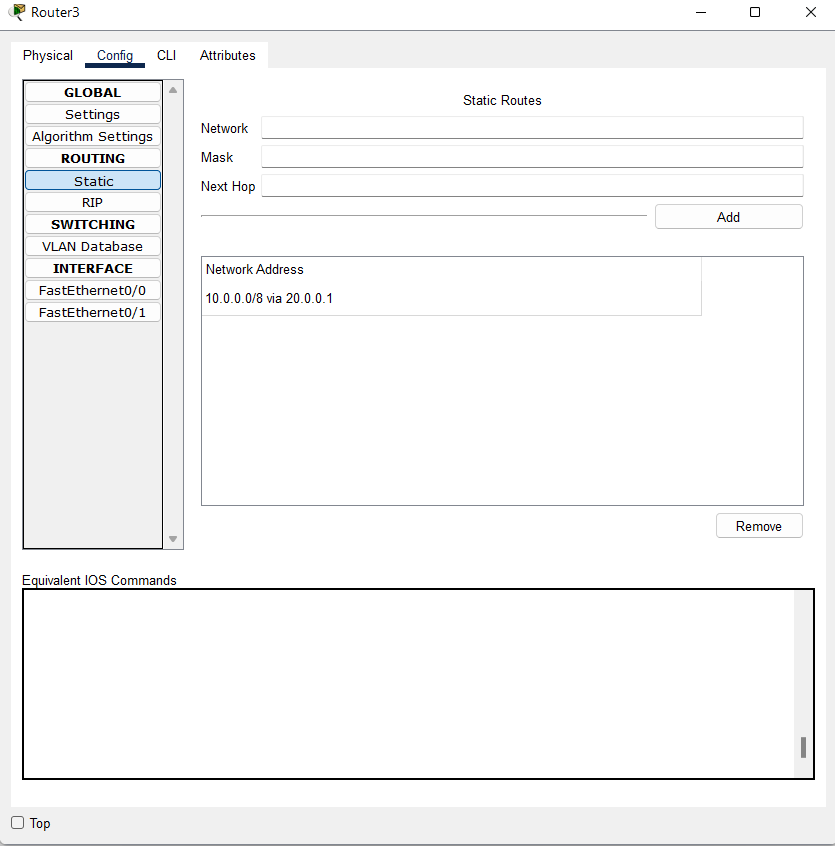 Router3
Physical Config CLI Attributes
GLOBAL
Settings
Algorithm Settings
ROUTING
Static
RIP
SWITCHING
VLAN Database
INTERFACE
FastEthernet0/0
FastEthernet0/1
Static Routes
Network
Mask
Next Hop
Add
Network Address
10.0.0.0/8 via 20.0.0.1
Remove
Equivalent IOS Commands
Top